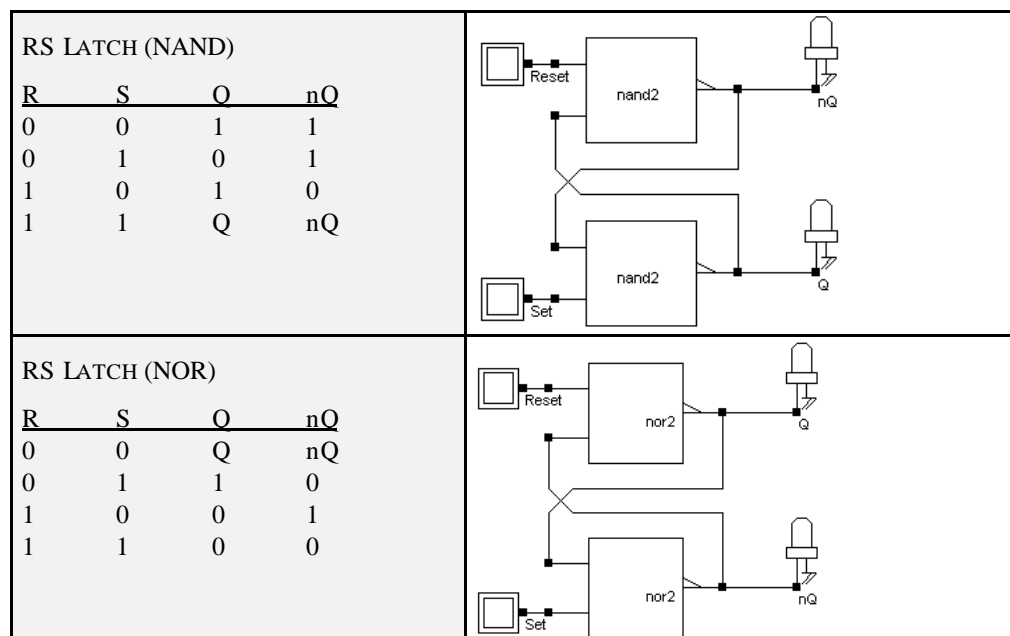 RS LATCH (NAND)
R S Q nQ
0 0 1 1
0 1 0 1
1 0 1 0
1 1 Q nQ
Reset
nand2
nQ
nand2
Q
Set
RS LATCH (NOR)
R S Q nQ
0 0 Q nQ
0 1 1 0
1 0 0 1
1 1 0 0
Reset
nor2
Q
nor2
nQ
Set